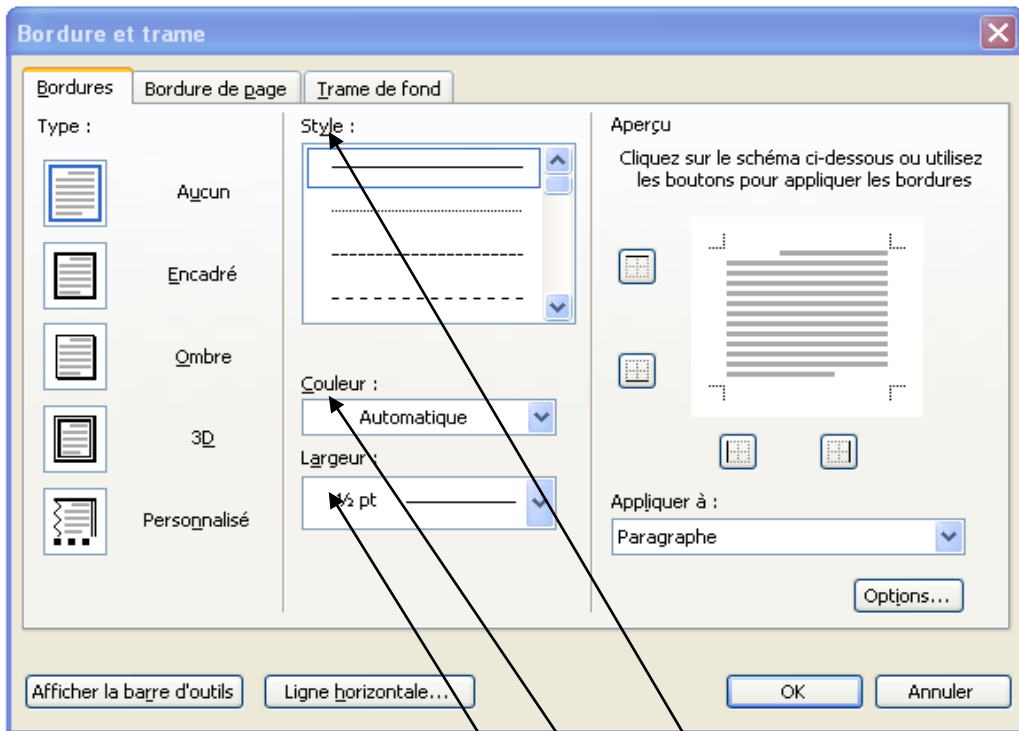 Bordure et trame
Bordures
Bordure de page
Trame de fond
Type :
Aucun
Encadré
Ombre
3D
Personnalisé
Style :
Couleur :
Automatique
Largeur :
½ pt
Aperçu
Cliquez sur le schéma ci-dessous ou utilisez
les boutons pour appliquer les bordures
Appliquer à :
Paragraphe
Options...
Afficher la barre d'outils
Ligne horizontale...
OK
Annuler